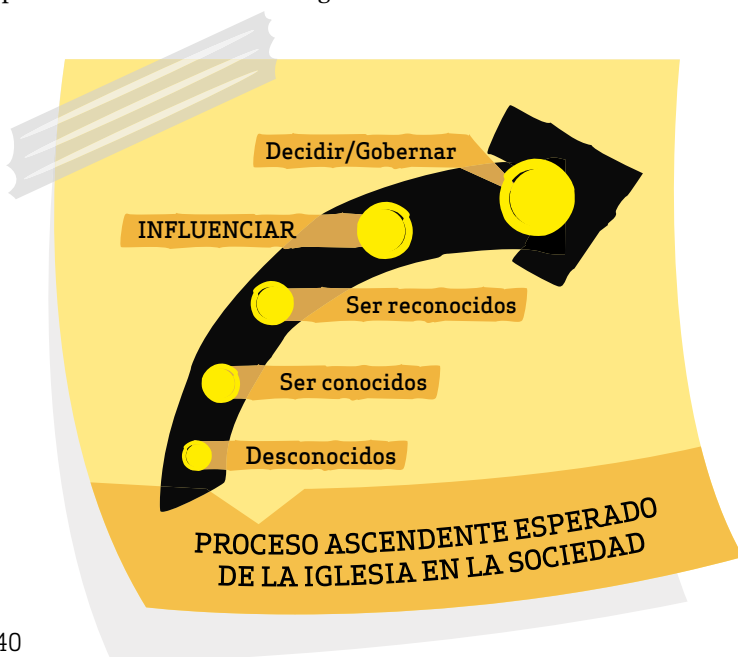 Decidir/Gobernar
INFLUENCIAR
Ser reconocidos
Ser conocidos
Desconocidos
PROCESO ASCENDENTE ESPERADO
DE LA IGLESIA EN LA SOCIEDAD
40